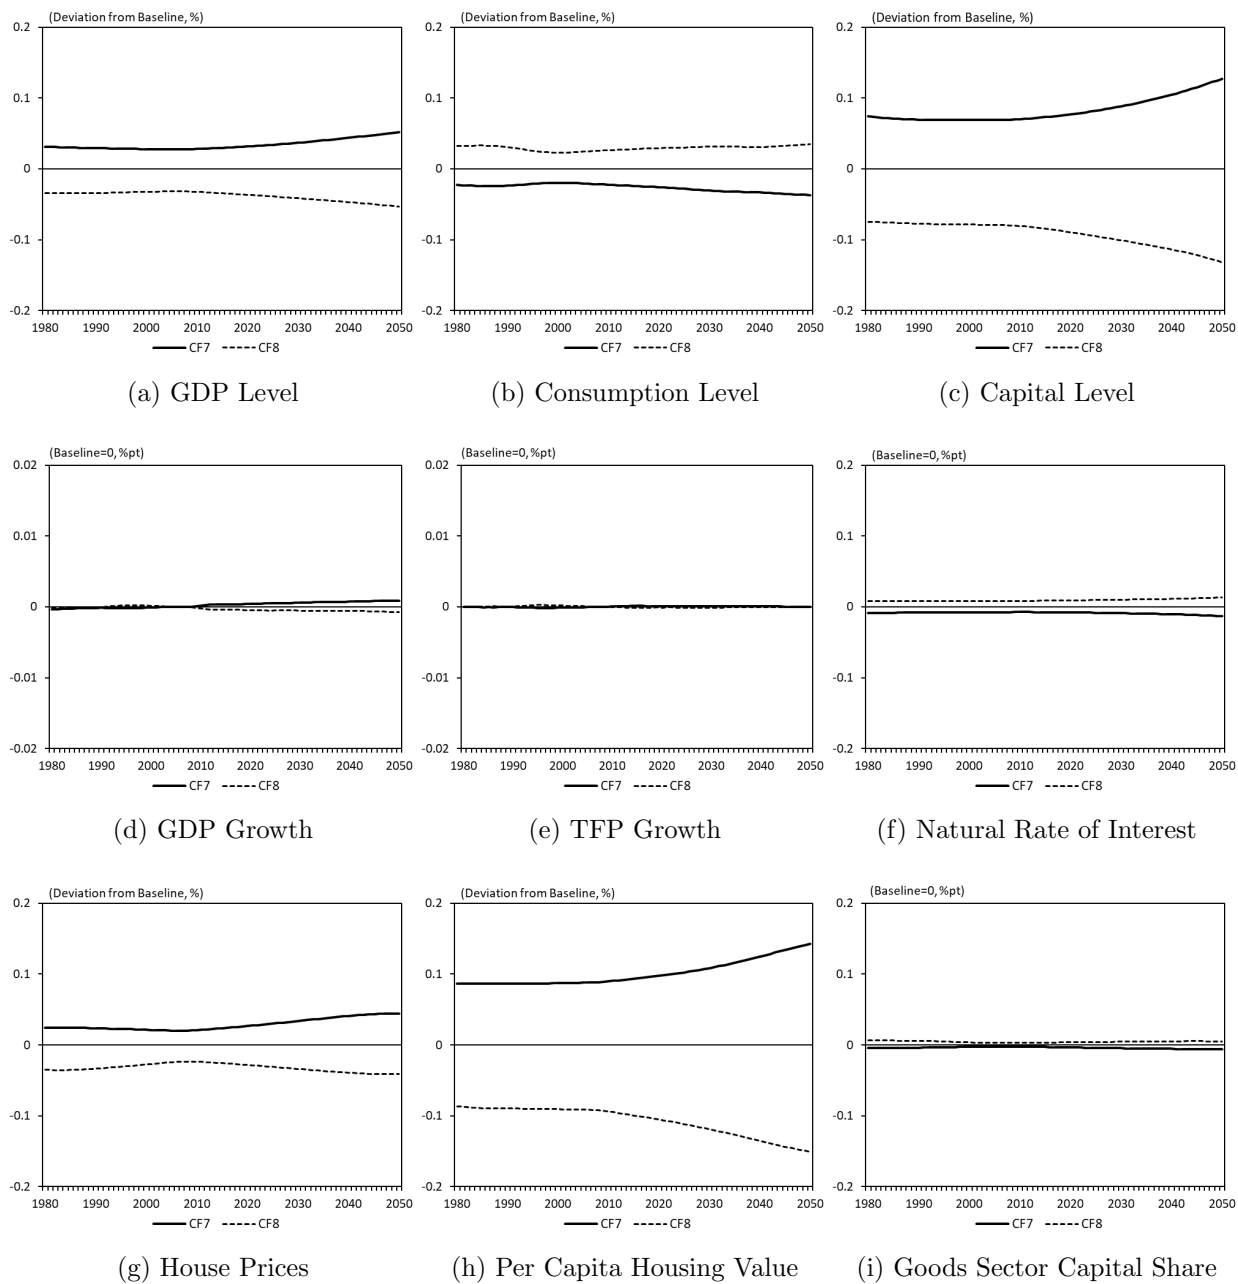 (Deviation from Baseline, %)
0.2
0.1
0
-0.1
-0.2
1980 1990 2000 2010 2020 2030 2040 2050
CF7 CF8
(a) GDP Level
(Deviation from Baseline, %)
0.2
0.1
0
-0.1
-0.2
1980 1990 2000 2010 2020 2030 2040 2050
CF7 CF8
(b) Consumption Level
(Deviation from Baseline, %)
0.2
0.1
0
-0.1
-0.2
1980 1990 2000 2010 2020 2030 2040 2050
CF7 CF8
(c) Capital Level
(Baseline=0, %pt)
0.02
0.01
0
-0.01
-0.02
1980 1990 2000 2010 2020 2030 2040 2050
CF7 CF8
(d) GDP Growth
(Baseline=0, %pt)
0.02
0.01
0
-0.01
-0.02
1980 1990 2000 2010 2020 2030 2040 2050
CF7 CF8
(e) TFP Growth
(Baseline=0, %pt)
0.2
0.1
0
-0.1
-0.2
1980 1990 2000 2010 2020 2030 2040 2050
CF7 CF8
(f) Natural Rate of Interest
(Deviation from Baseline, %)
0.2
0.1
0
-0.1
-0.2
1980 1990 2000 2010 2020 2030 2040 2050
CF7 CF8
(g) House Prices
(Deviation from Baseline, %)
0.2
0.1
0
-0.1
-0.2
1980 1990 2000 2010 2020 2030 2040 2050
CF7 CF8
(h) Per Capita Housing Value
(Baseline=0, %pt)
0.2
0.1
0
-0.1
-0.2
1980 1990 2000 2010 2020 2030 2040 2050
CF7 CF8
(i) Goods Sector Capital Share